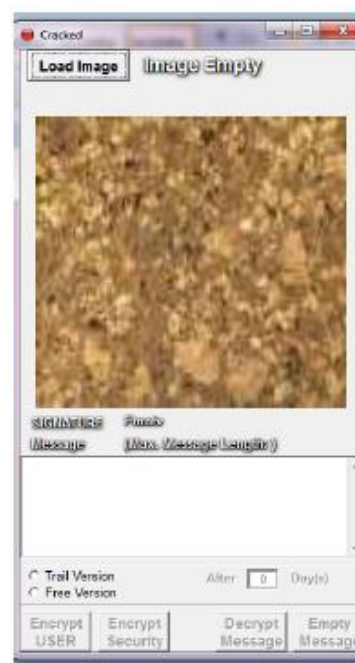 Cracked
Load Image Image Empty
SIGNATURE
Message (Max. Message Length: )
Trail Version After 0 Day(s)
Free Version
Encrypt USER Encrypt Security Decrypt Message Empty Message